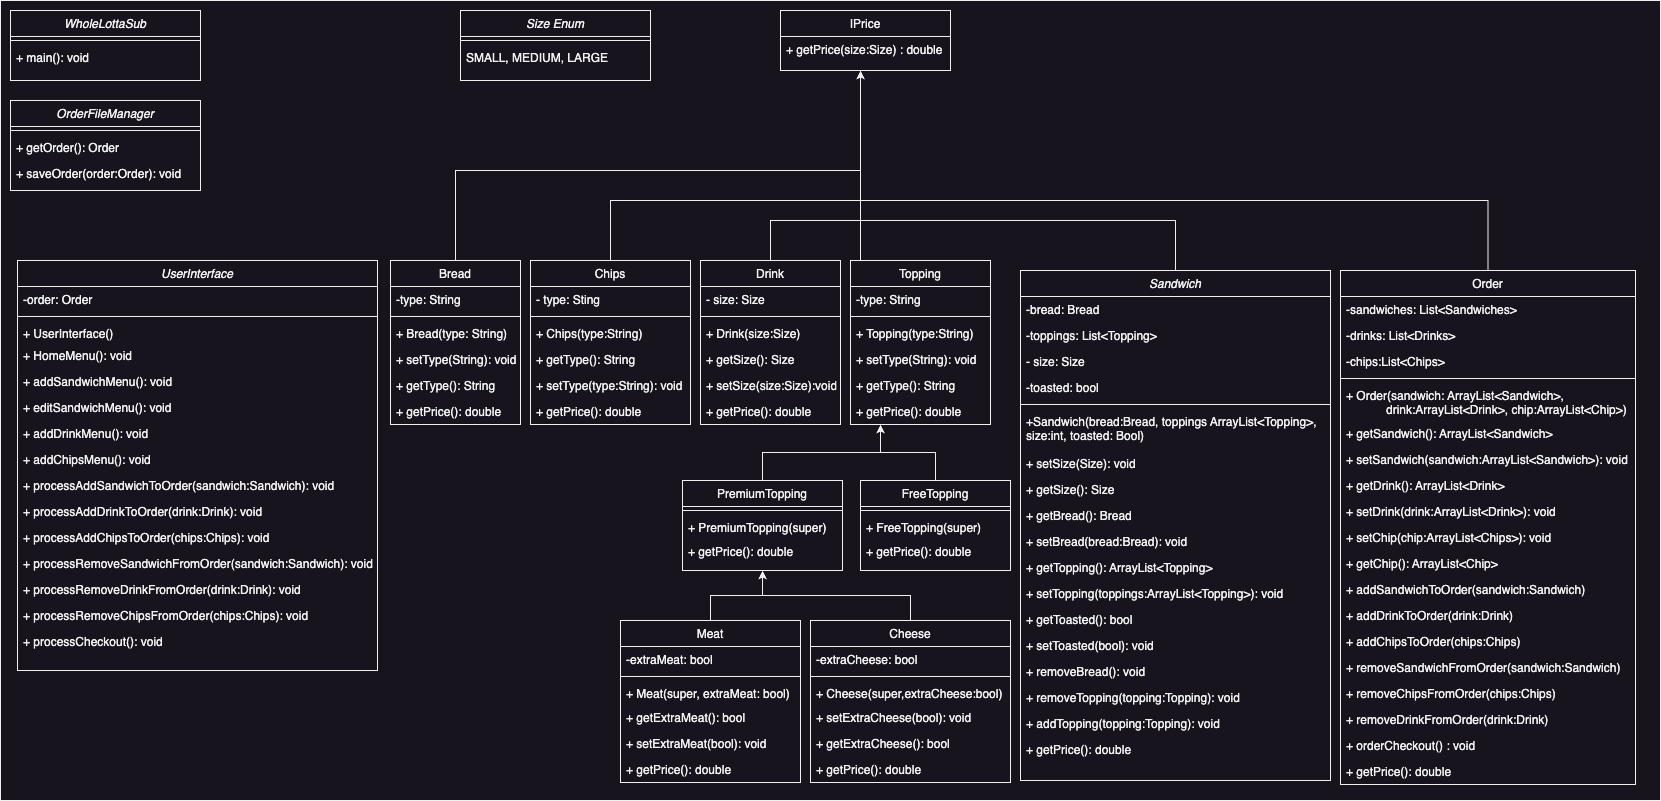 WholeLottaSub
+ main(): void
Size Enum
SMALL, MEDIUM, LARGE
IPrice
+ getPrice(size:Size) : double
OrderFileManager
+ getOrder(): Order
+ saveOrder(order:Order): void
UserInterface
-order: Order
+ UserInterface()
+ HomeMenu(): void
+ addSandwichMenu(): void
+ editSandwichMenu(): void
+ addDrinkMenu(): void
+ addChipsMenu(): void
+ processAddSandwichToOrder(sandwich:Sandwich): void
+ processAddDrinkToOrder(drink:Drink): void
+ processAddChipsToOrder(chips:Chips): void
+ processRemoveSandwichFromOrder(sandwich:Sandwich): void
+ processRemoveDrinkFromOrder(drink:Drink): void
+ processRemoveChipsFromOrder(chips:Chips): void
+ processCheckout(): void
Bread
-type: String
+ Bread(type: String)
+ setType(String): void
+ getType(): String
+ getPrice(): double
Chips
- type: Sting
+ Chips(type:String)
+ getType(): String
+ setType(type:String): void
+ getPrice(): double
Drink
- size: Size
+ Drink(size:Size)
+ getSize(): Size
+ setSize(size:Size):void
+ getPrice(): double
Topping
-type: String
+ Topping(type:String)
+ setType(String): void
+ getType(): String
+ getPrice(): double
PremiumTopping
+ PremiumTopping(super)
+ getPrice(): double
FreeTopping
+ FreeTopping(super)
+ getPrice(): double
Meat
-extraMeat: bool
+ Meat(super, extraMeat: bool)
+ getExtraMeat(): bool
+ setExtraMeat(bool): void
+ getPrice(): double
Cheese
-extraCheese: bool
+ Cheese(super,extraCheese:bool)
+ setExtraCheese(bool): void
+ getExtraCheese(): bool
+ getPrice(): double
Sandwich
-bread: Bread
-toppings: List<Topping>
- size: Size
-toasted: bool
+Sandwich(bread:Bread, toppings ArrayList<Topping>,
size:int, toasted: Bool)
+ setSize(Size): void
+ getSize(): Size
+ getBread(): Bread
+ setBread(bread:Bread): void
+ getTopping(): ArrayList<Topping>
+ setTopping(toppings:ArrayList<Topping>): void
+ getToasted(): bool
+ setToasted(bool): void
+ removeBread(): void
+ removeTopping(topping:Topping): void
+ addTopping(topping:Topping): void
+ getPrice(): double
Order
-sandwiches: List<Sandwiches>
-drinks: List<Drinks>
-chips:List<Chips>
+ Order(sandwich: ArrayList<Sandwich>,
drink:ArrayList<Drink>, chip:ArrayList<Chip>)
+ getSandwich(): ArrayList<Sandwich>
+ setSandwich(sandwich:ArrayList<Sandwich>): void
+ getDrink(): ArrayList<Drink>
+ setDrink(drink:ArrayList<Drink>): void
+ setChip(chip:ArrayList<Chips>): void
+ getChip(): ArrayList<Chip>
+ addSandwichToOrder(sandwich:Sandwich)
+ addDrinkToOrder(drink:Drink)
+ addChipsToOrder(chips:Chips)
+ removeSandwichFromOrder(sandwich:Sandwich)
+ removeChipsFromOrder(chips:Chips)
+ removeDrinkFromOrder(drink:Drink)
+ orderCheckout() : void
+ getPrice(): double